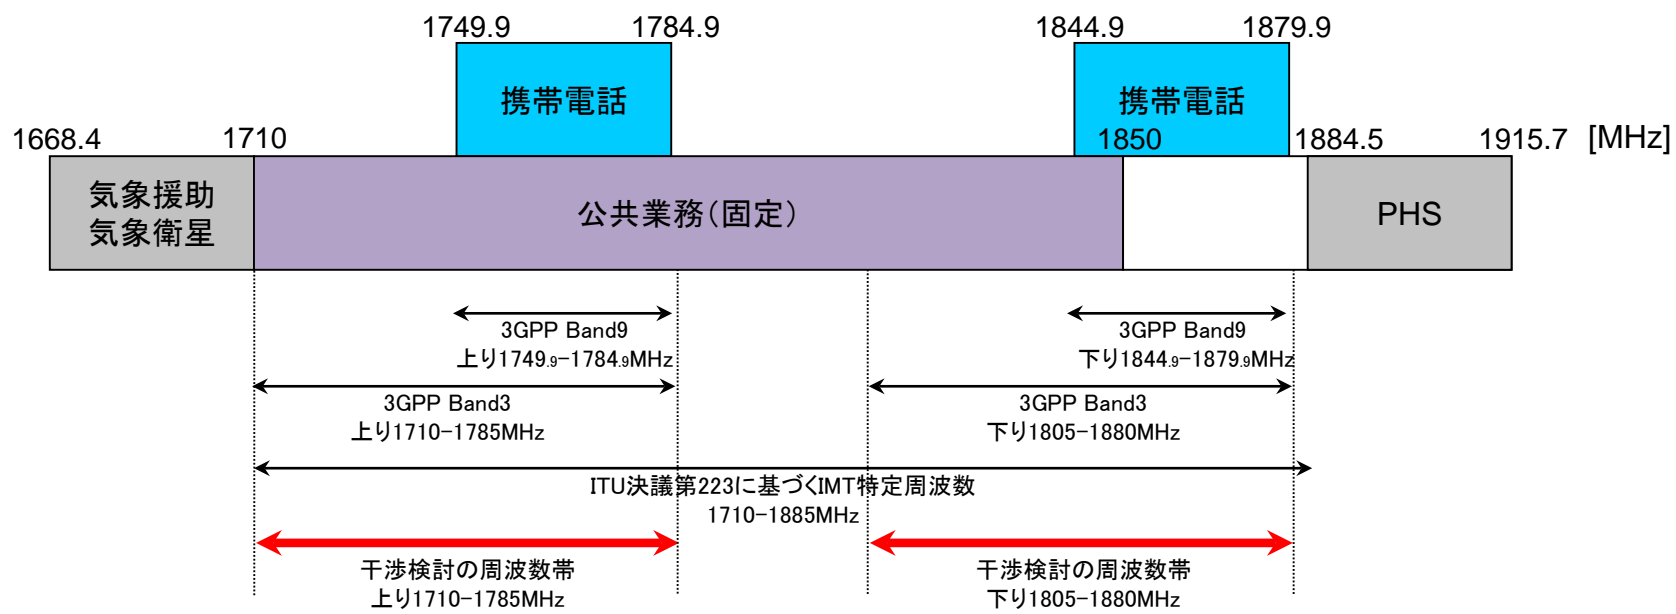 1749.9 1784.9 1844.9 1879.9
携帯電話 携帯電話
1668.4 1710 1850 1884.5 1915.7 [MHz]
気象援助
気象衛星
公共業務(固定)
PHS
3GPP Band9
上り1749.9-1784.9MHz
3GPP Band9
下り1844.9-1879.9MHz
3GPP Band3
上り1710-1785MHz
3GPP Band3
下り1805-1880MHz
ITU決議第223に基づくIMT特定周波数
1710-1885MHz
干渉検討の周波数帯
上り1710-1785MHz
干渉検討の周波数帯
下り1805-1880MHz